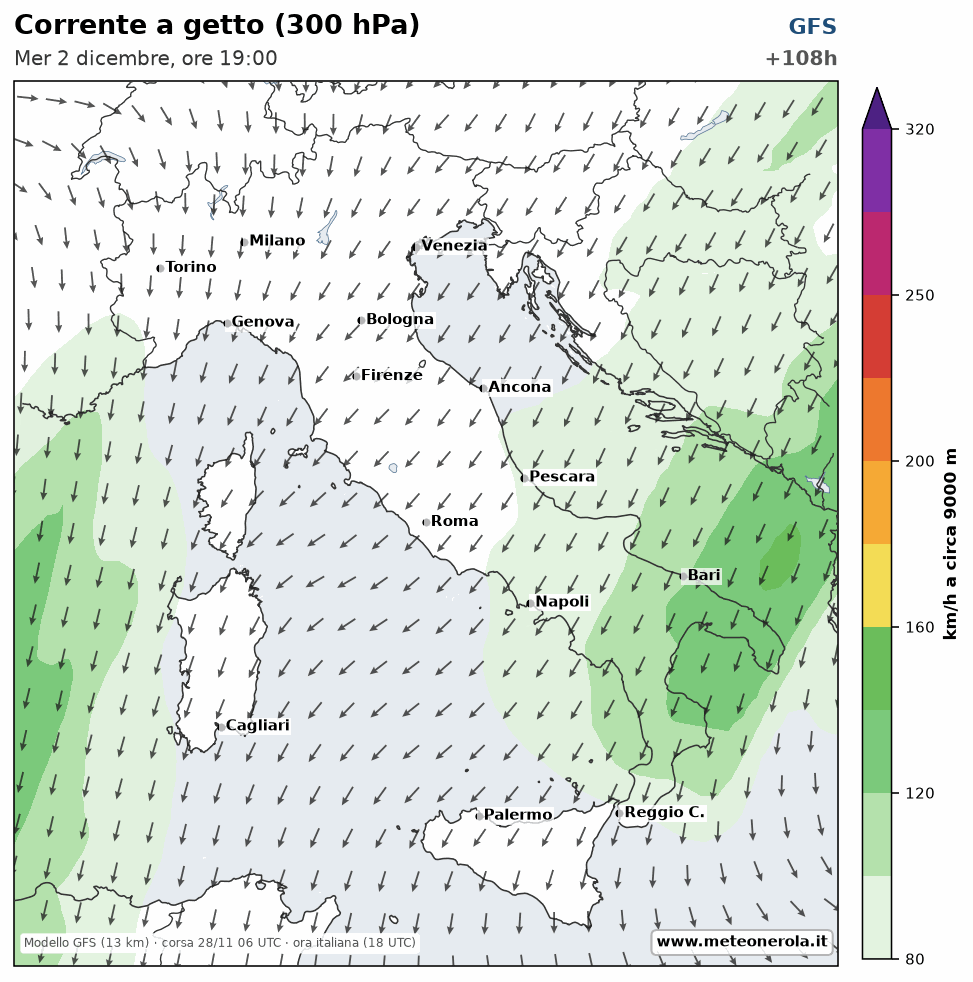 Corrente a getto (300 hPa)
GFS
Mer 2 dicembre, ore 19:00
+108h
Milano
Venezia
Torino
Genova
Bologna
Firenze
Ancona
Pescara
Roma
Bari
Napoli
Cagliari
Palermo
Reggio C.
Modello GFS (13 km) · corsa 28/11 06 UTC · ora italiana (18 UTC)
www.meteonerola.it
320
250
200
160
120
80
km/h a circa 9000 m